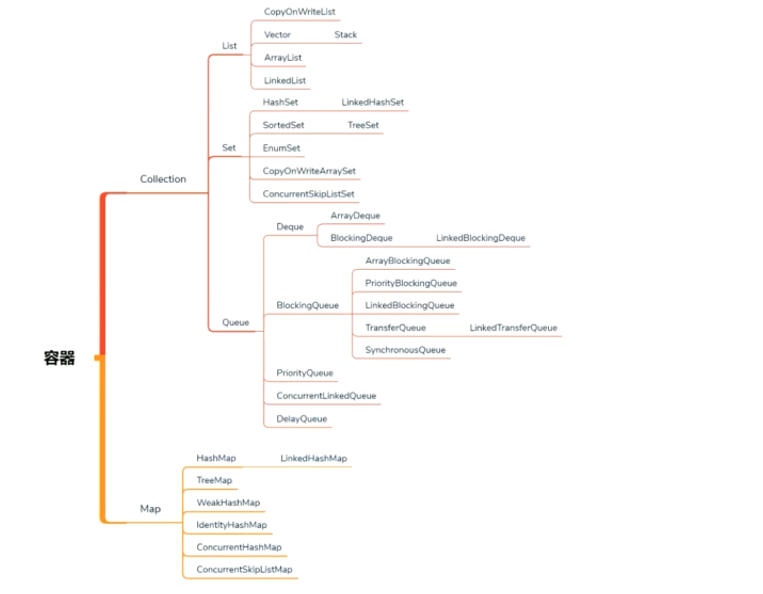 CopyOnWriteList
Vector Stack
List
ArrayList
LinkedList
HashSet LinkedHashSet
SortedSet TreeSet
Set
EnumSet
CopyOnWriteArraySet
Collection
ConcurrentSkipListSet
ArrayDeque
Deque
BlockingDeque LinkedBlockingDeque
ArrayBlockingQueue
PriorityBlockingQueue
BlockingQueue
LinkedBlockingQueue
Queue
TransferQueue LinkedTransferQueue
SynchronousQueue
容器
PriorityQueue
ConcurrentLinkedQueue
DelayQueue
HashMap LinkedHashMap
TreeMap
WeakHashMap
Map
IdentityHashMap
ConcurrentHashMap
ConcurrentSkipListMap